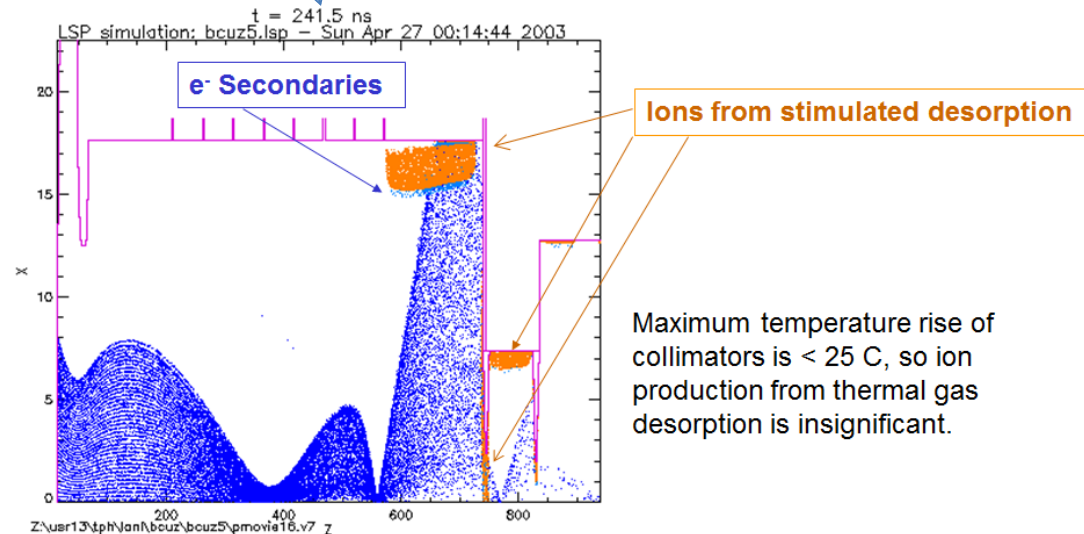 t = 241.5 ns
LSP simulation: bcuz5.lsp – Sun Apr 27 00:14:44 2003
e- Secondaries
Ions from stimulated desorption
20
15
X
10
5
0
Maximum temperature rise of
collimators is < 25 C, so ion
production from thermal gas
desorption is insignificant.
200 400 600 800
Z
Z:\usr13\tph\lanl\bcuz\bcuz5\pmovie16.v7